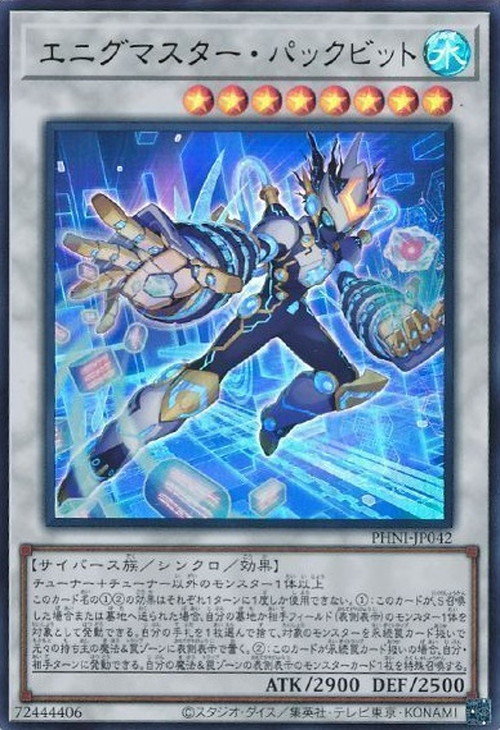 エニグマスター・パックビット
水
PHNI-JP042
【サイバース族／シンクロ／効果】
チューナー＋チューナー以外のモンスター1体以上
このカード名の①②の効果はそれぞれ1ターンに1度しか使用できない。①：このカードが、S召喚
した場合または墓地へ送られた場合、自分の墓地か相手フィールド（表側表示）のモンスター1体を
対象として発動できる。自分の手札を1枚選んで捨て、対象のモンスターを永続罠カード扱いで
元々の持ち主の魔法＆罠ゾーンに表側表示で置く。②：このカードが永続罠カード扱いの場合、自分・
相手ターンに発動できる。自分の魔法＆罠ゾーンの表側表示のモンスターカード1枚を特殊召喚する。
ATK/2900 DEF/2500
72444406 ©スタジオ・ダイス／集英社・テレビ東京・KONAMI